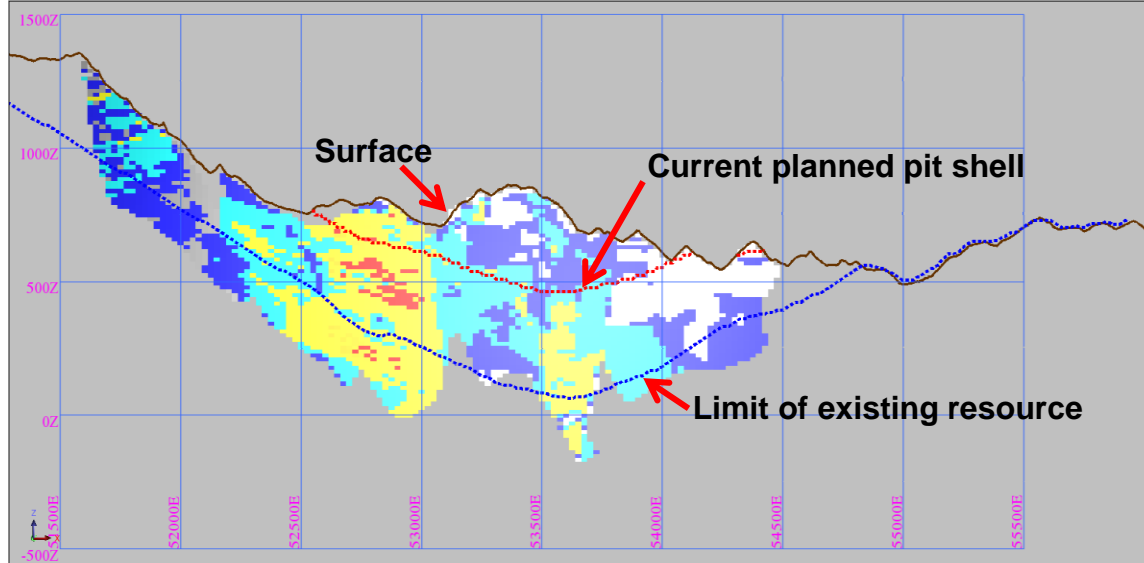 1500Z
Surface
Current planned pit shell
1000Z
500Z
Limit of existing resource
0Z
Z
X
-500Z
51500E
52000E
52500E
53000E
53500E
54000E
54500E
55000E
55500E